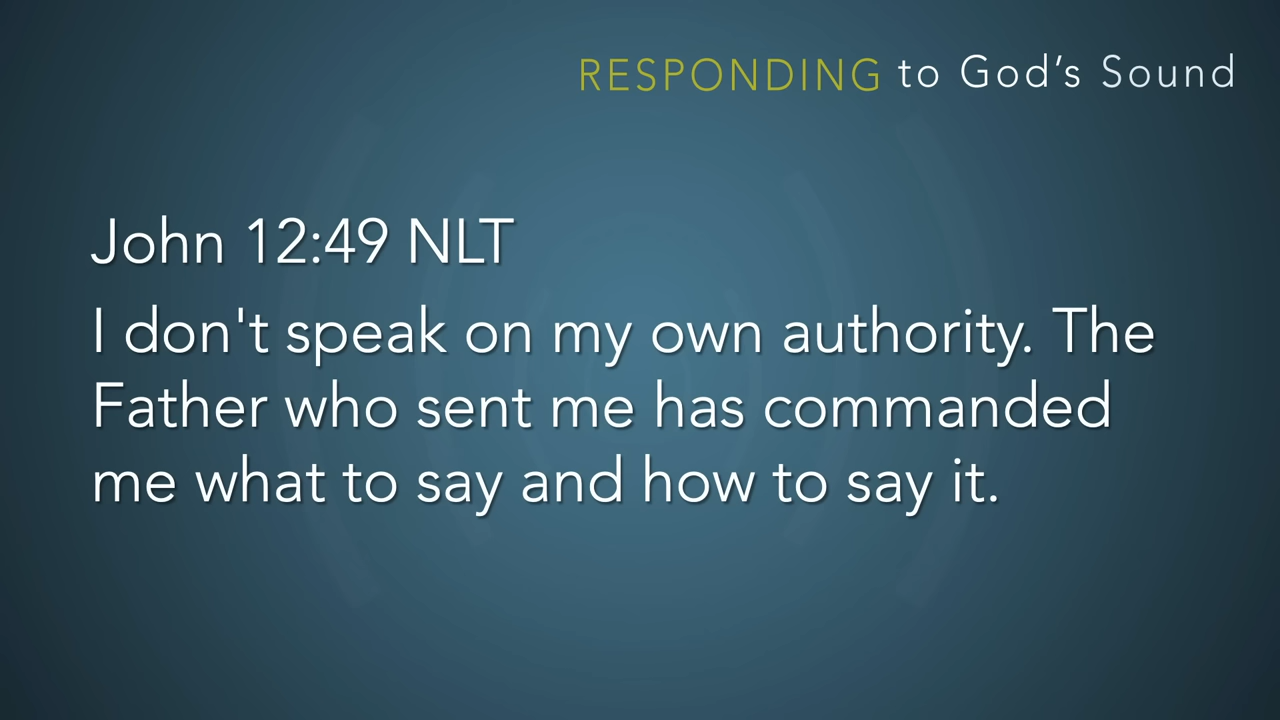 RESPONDING to God’s Sound
John 12:49 NLT
I don't speak on my own authority. The
Father who sent me has commanded
me what to say and how to say it.